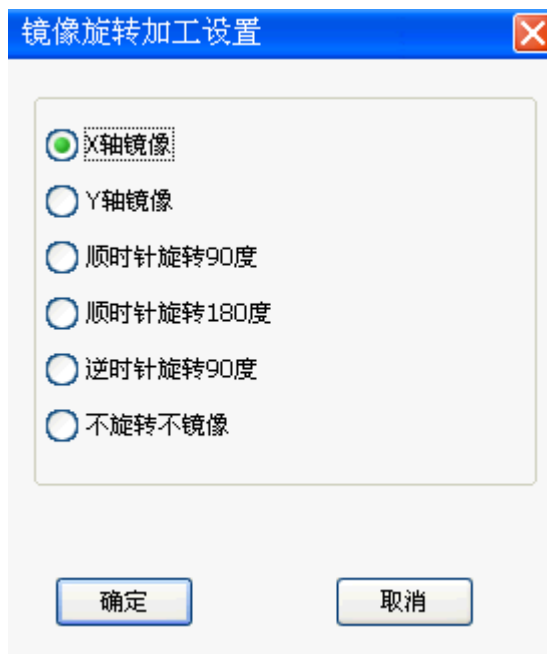 镜像旋转加工设置
X轴镜像
Y轴镜像
顺时针旋转90度
顺时针旋转180度
逆时针旋转90度
不旋转不镜像
确定 取消